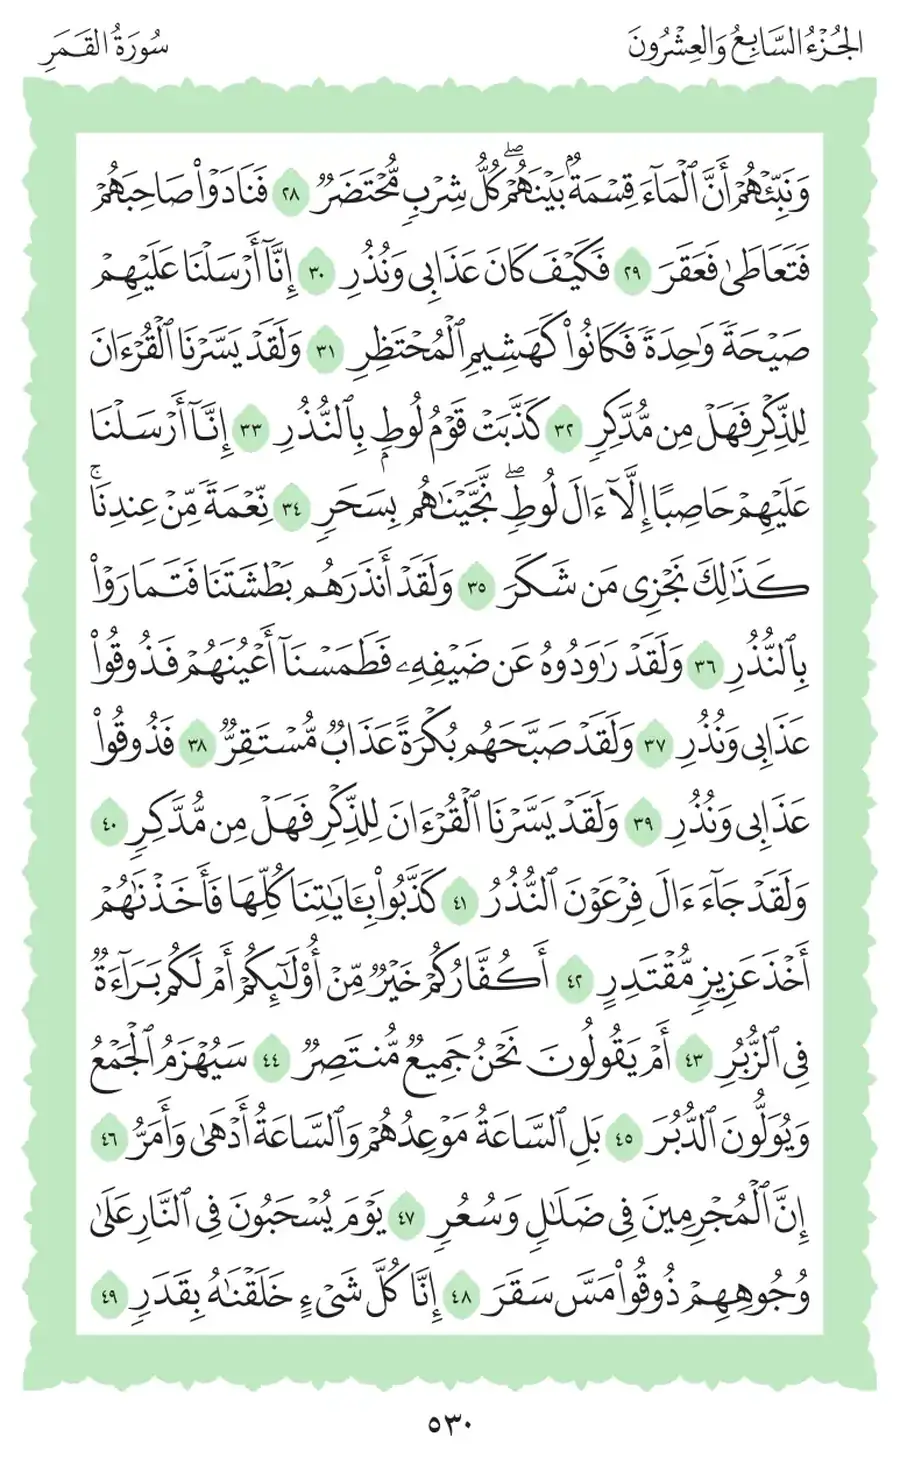 الجُزْءُ السَّابِعُ وَالعِشْرُونَ
سُورَةُ القَمَرِ
وَنَبِّئْهُمْ أَنَّ ٱلْمَآءَ قِسْمَةٌۢ بَيْنَهُمْۖ كُلُّ شِرْبٍ مُّحْتَضَرٌ ٢٨ فَنَادَوْا۟ صَاحِبَهُمْ
فَتَعَاطَىٰ فَعَقَرَ ٢٩ فَكَيْفَ كَانَ عَذَابِى وَنُذُرِ ٣٠ إِنَّآ أَرْسَلْنَا عَلَيْهِمْ
صَيْحَةً وَٰحِدَةً فَكَانُوا۟ كَهَشِيمِ ٱلْمُحْتَظِرِ ٣١ وَلَقَدْ يَسَّرْنَا ٱلْقُرْءَانَ
لِلذِّكْرِ فَهَلْ مِن مُّدَّكِرٍ ٣٢ كَذَّبَتْ قَوْمُ لُوطٍۭ بِٱلنُّذُرِ ٣٣ إِنَّآ أَرْسَلْنَا
عَلَيْهِمْ حَاصِبًا إِلَّآ ءَالَ لُوطٍۖ نَّجَّيْنَٰهُم بِسَحَرٍ ٣٤ نِّعْمَةً مِّنْ عِندِنَاۚ
كَذَٰلِكَ نَجْزِى مَن شَكَرَ ٣٥ وَلَقَدْ أَنذَرَهُم بَطْشَتَنَا فَتَمَارَوْا۟
بِٱلنُّذُرِ ٣٦ وَلَقَدْ رَٰوَدُوهُ عَن ضَيْفِهِۦ فَطَمَسْنَآ أَعْيُنَهُمْ فَذُوقُوا۟
عَذَابِى وَنُذُرِ ٣٧ وَلَقَدْ صَبَّحَهُم بُكْرَةً عَذَابٌ مُّسْتَقِرٌّ ٣٨ فَذُوقُوا۟
عَذَابِى وَنُذُرِ ٣٩ وَلَقَدْ يَسَّرْنَا ٱلْقُرْءَانَ لِلذِّكْرِ فَهَلْ مِن مُّدَّكِرٍ ٤٠
وَلَقَدْ جَآءَ ءَالَ فِرْعَوْنَ ٱلنُّذُرُ ٤١ كَذَّبُوا۟ بِـَٔايَٰتِنَا كُلِّهَا فَأَخَذْنَٰهُمْ
أَخْذَ عَزِيزٍ مُّقْتَدِرٍ ٤٢ أَكُفَّارُكُمْ خَيْرٌ مِّنْ أُو۟لَٰٓئِكُمْ أَمْ لَكُم بَرَآءَةٌ
فِى ٱلزُّبُرِ ٤٣ أَمْ يَقُولُونَ نَحْنُ جَمِيعٌ مُّنتَصِرٌ ٤٤ سَيُهْزَمُ ٱلْجَمْعُ
وَيُوَلُّونَ ٱلدُّبُرَ ٤٥ بَلِ ٱلسَّاعَةُ مَوْعِدُهُمْ وَٱلسَّاعَةُ أَدْهَىٰ وَأَمَرُّ ٤٦
إِنَّ ٱلْمُجْرِمِينَ فِى ضَلَٰلٍ وَسُعُرٍ ٤٧ يَوْمَ يُسْحَبُونَ فِى ٱلنَّارِ عَلَىٰ
وُجُوهِهِمْ ذُوقُوا۟ مَسَّ سَقَرَ ٤٨ إِنَّا كُلَّ شَىْءٍ خَلَقْنَٰهُ بِقَدَرٍ ٤٩
٥٣٠